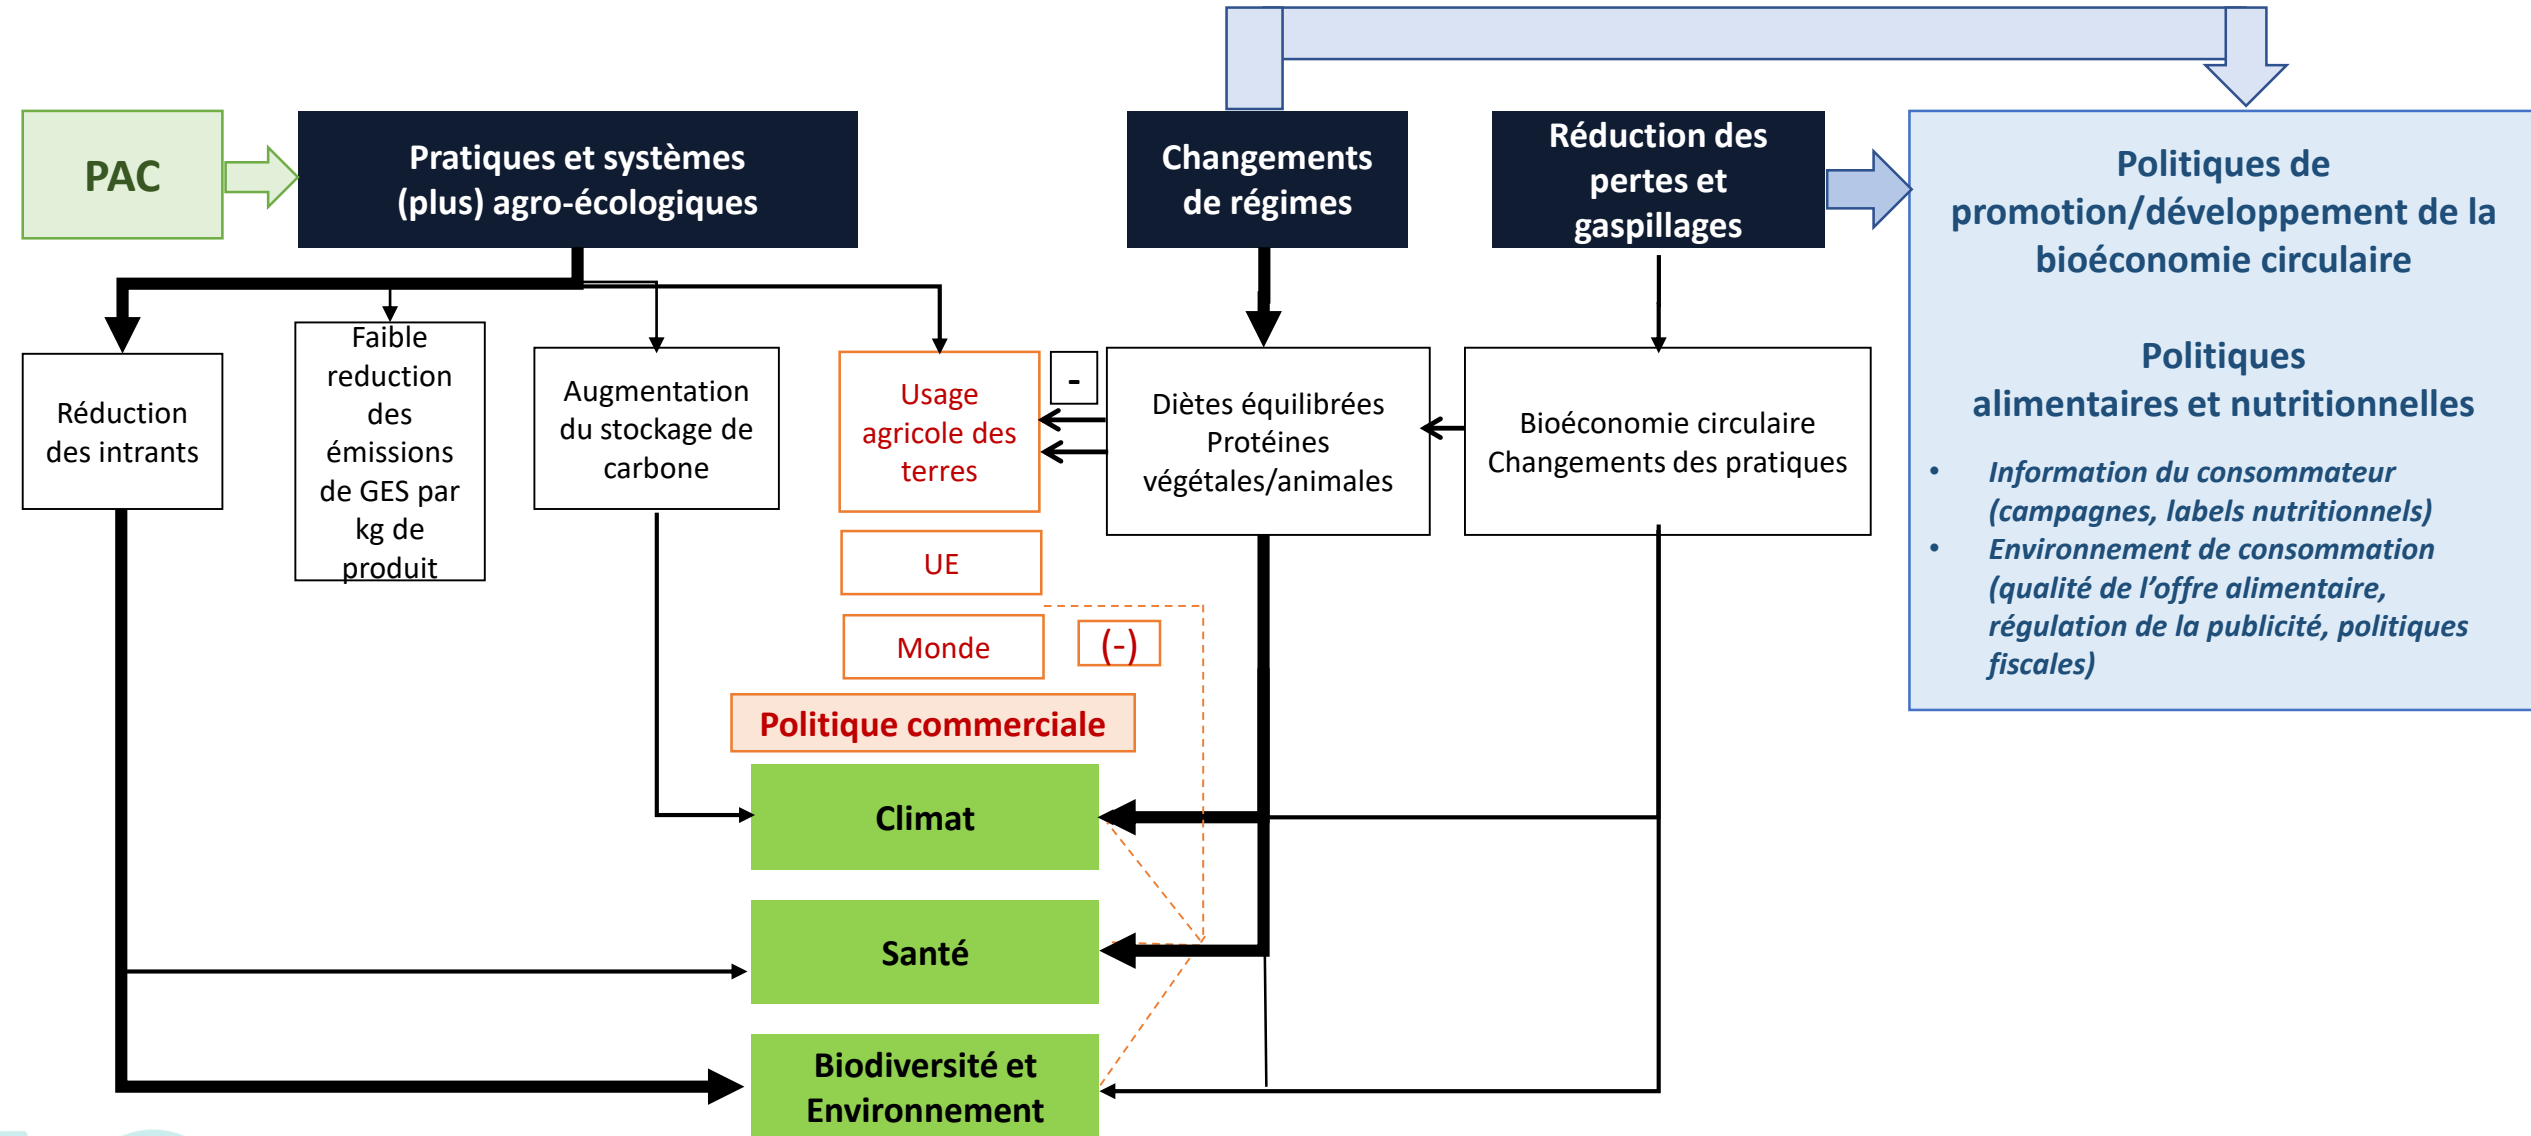 PAC
Pratiques et systèmes
(plus) agro-écologiques
Changements
de régimes
Réduction des
pertes et
gaspillages
Politiques de
promotion/développement de la
bioéconomie circulaire
Politiques
alimentaires et nutritionnelles
• Information du consommateur
(campagnes, labels nutritionnels)
• Environnement de consommation
(qualité de l’offre alimentaire,
régulation de la publicité, politiques
fiscales)
Réduction
des intrants
Faible
reduction
des
émissions
de GES par
kg de
produit
Augmentation
du stockage de
carbone
Usage
agricole des
terres
-
Diètes équilibrées
Protéines
végétales/animales
Bioéconomie circulaire
Changements des pratiques
UE
Monde
(-)
Politique commerciale
Climat
Santé
Biodiversité et
Environnement